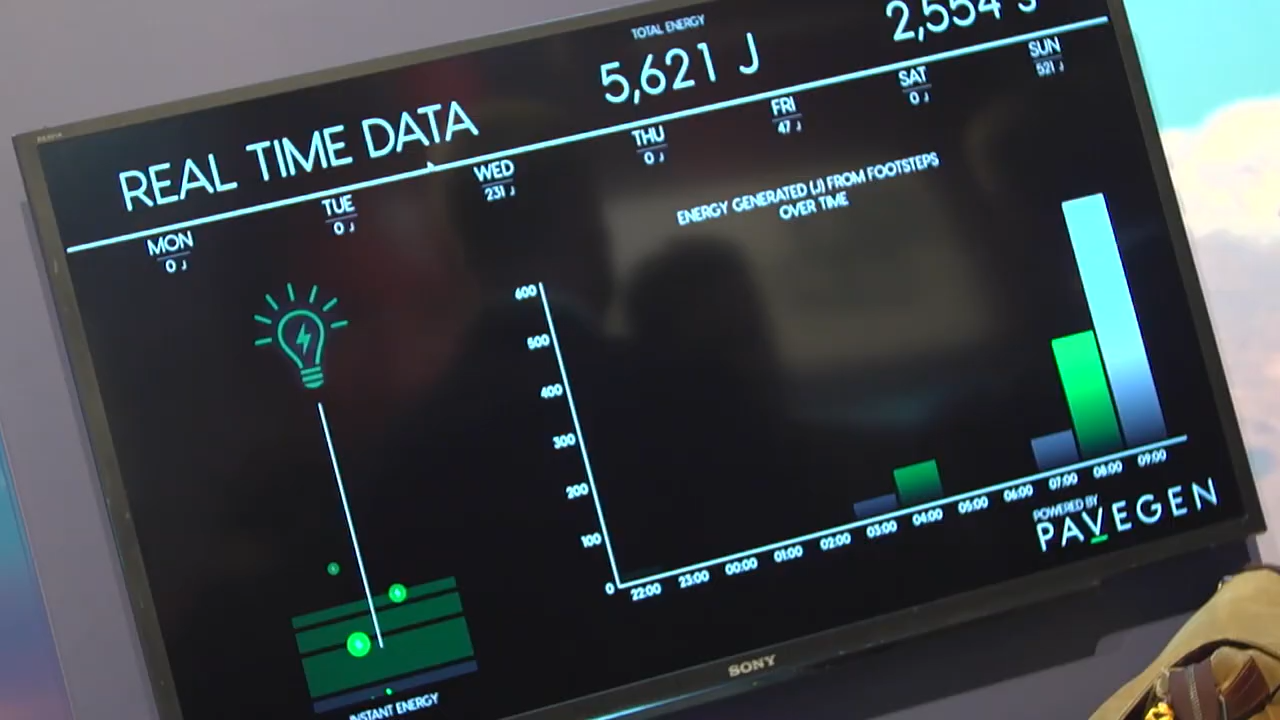 TOTAL ENERGY
5,621 J
2,554 J
REAL TIME DATA
MON
0 J
TUE
0 J
WED
231 J
THU
0 J
FRI
47 J
SAT
0 J
SUN
521 J
ENERGY GENERATED (J) FROM FOOTSTEPS
OVER TIME
600
500
400
300
200
100
0
22:00 23:00 00:00 01:00 02:00 03:00 04:00 05:00 06:00 07:00 08:00 09:00
INSTANT ENERGY
POWERED BY
PAVEGEN
SONY